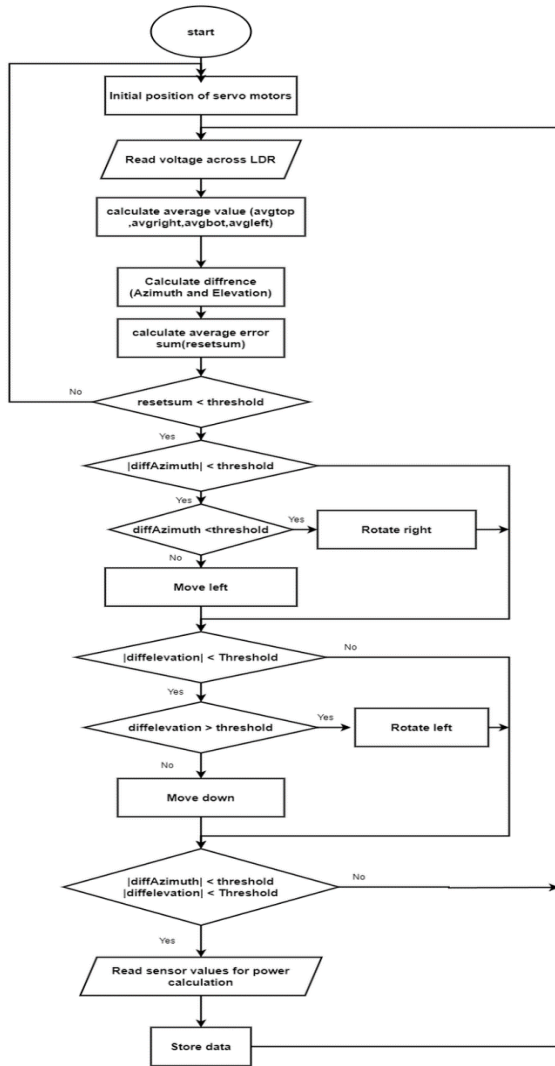 start
Initial position of servo motors
Read voltage across LDR
calculate average value (avgtop
,avgright,avgbot,avgleft)
Calculate diffrence
(Azimuth and Elevation)
calculate average error
sum(resetsum)
No
resetsum < threshold
Yes
|diffAzimuth| < threshold
Yes
diffAzimuth <threshold
Yes
Rotate right
No
Move left
|diffelevation| < Threshold
No
Yes
diffelevation > threshold
Yes
Rotate left
No
Move down
|diffAzimuth| < threshold
|diffelevation| < Threshold
No
Yes
Read sensor values for power
calculation
Store data